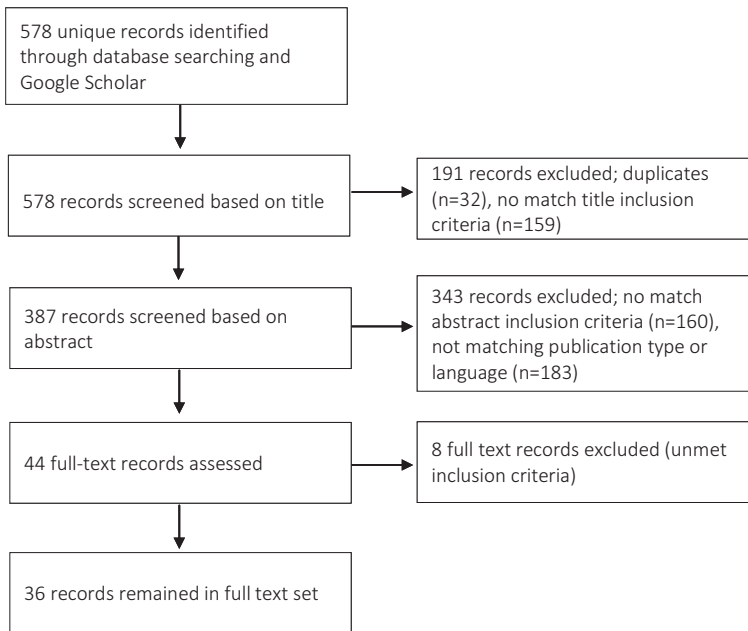 578 unique records identified
through database searching and
Google Scholar
578 records screened based on title
191 records excluded; duplicates
(n=32), no match title inclusion
criteria (n=159)
387 records screened based on
abstract
343 records excluded; no match
abstract inclusion criteria (n=160),
not matching publication type or
language (n=183)
44 full-text records assessed
8 full text records excluded (unmet
inclusion criteria)
36 records remained in full text set